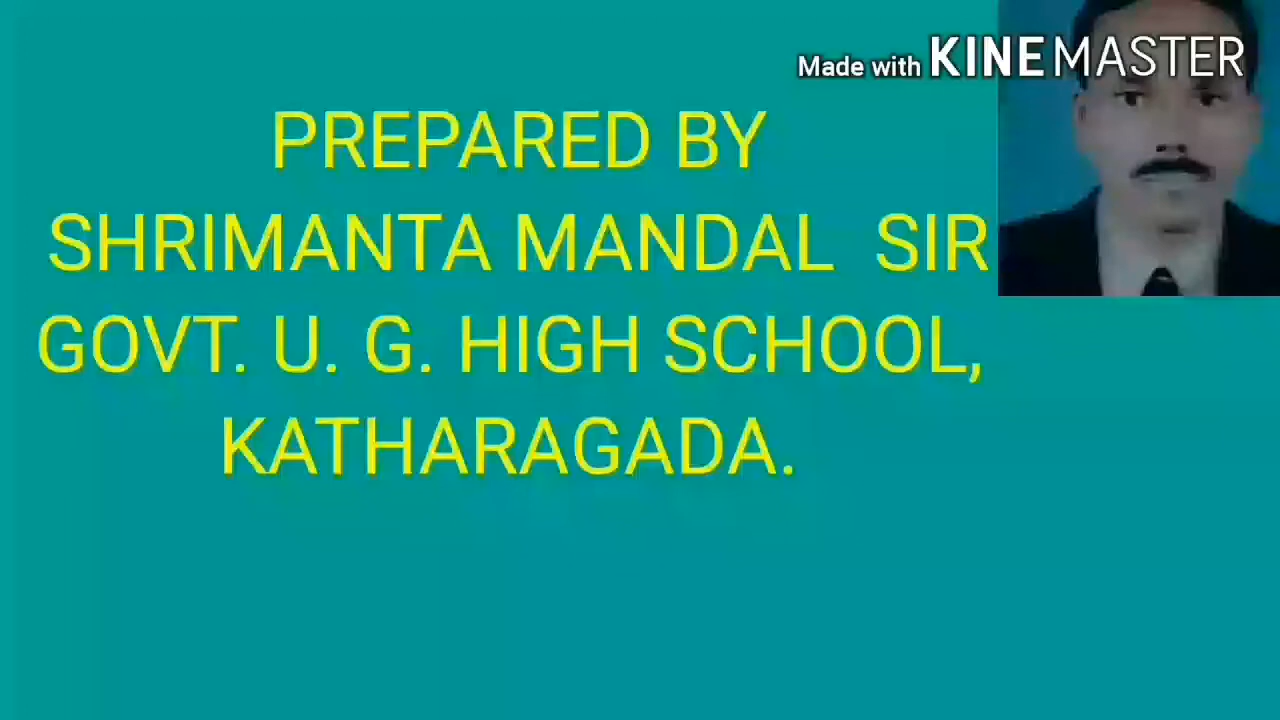 Made with KINEMASTER
PREPARED BY
SHRIMANTA MANDAL SIR
GOVT. U. G. HIGH SCHOOL,
KATHARAGADA.